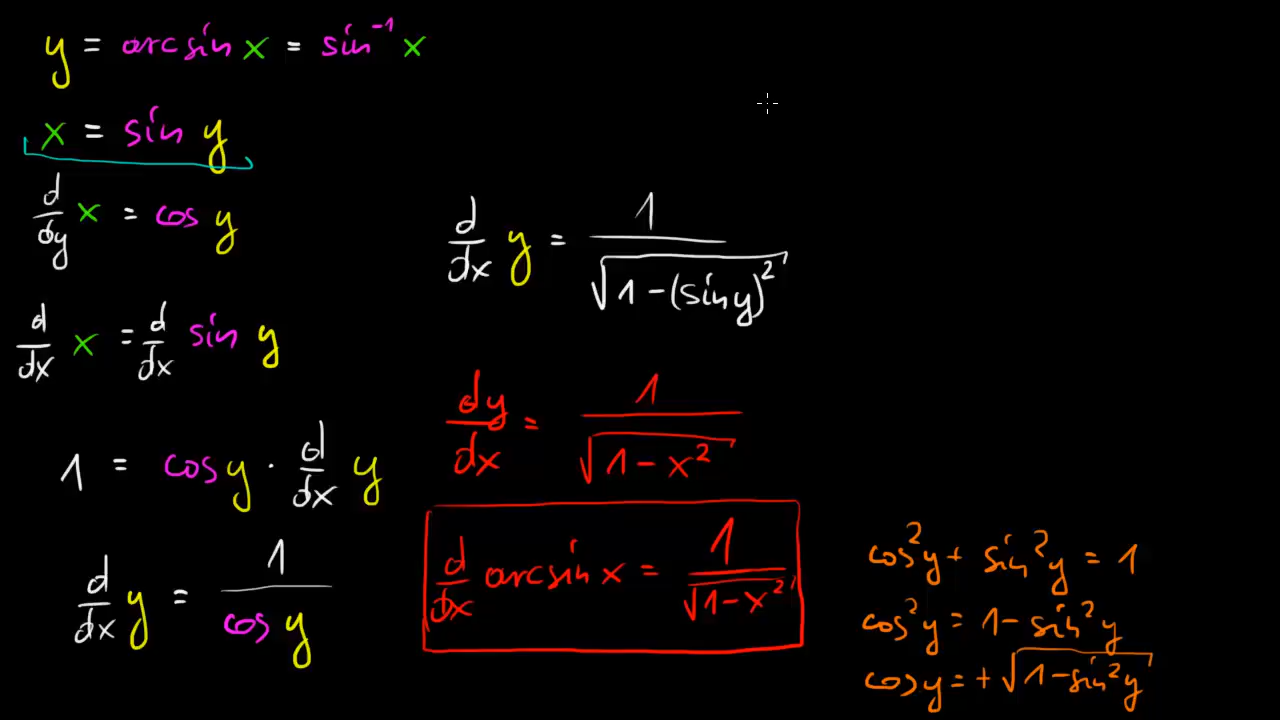 y = arcsin x = sin⁻¹ x
x = sin y
d/dy x = cos y
d/dx x = d/dx sin y
1 = cos y · d/dx y
d/dx y = 1/cos y
d/dx y = 1/√(1-(sin y)²)
dy/dx = 1/√(1-x²)
d/dx arcsin x = 1/√(1-x²)
cos²y + sin²y = 1
cos²y = 1-sin²y
cos y = +√(1-sin²y)